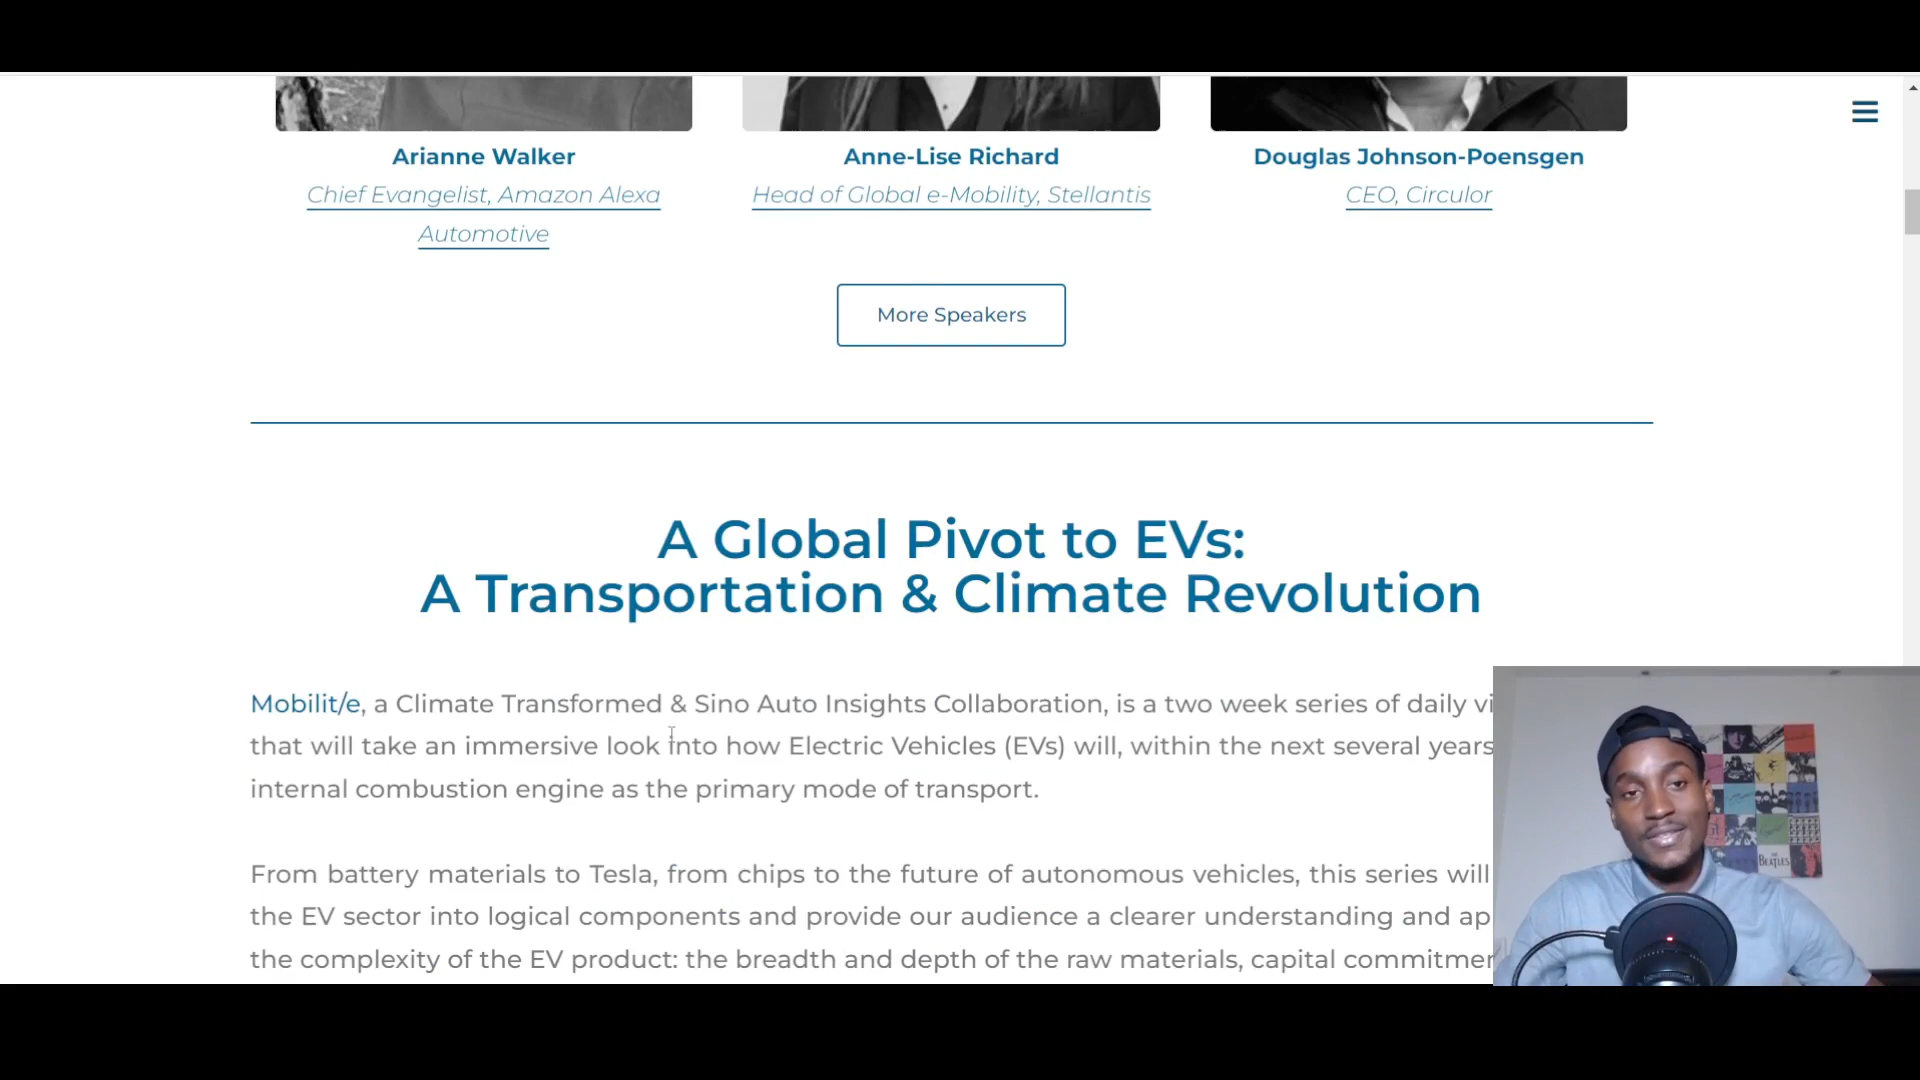 Arianne Walker
Chief Evangelist, Amazon Alexa
Automotive
Anne-Lise Richard
Head of Global e-Mobility, Stellantis
Douglas Johnson-Poensgen
CEO, Circulor
More Speakers
A Global Pivot to EVs:
A Transportation & Climate Revolution
Mobilit/e, a Climate Transformed & Sino Auto Insights Collaboration, is a two week series of daily
that will take an immersive look into how Electric Vehicles (EVs) will, within the next several years
internal combustion engine as the primary mode of transport.
From battery materials to Tesla, from chips to the future of autonomous vehicles, this series will
the EV sector into logical components and provide our audience a clearer understanding and
the complexity of the EV product: the breadth and depth of the raw materials, capital
THE
BEATLES